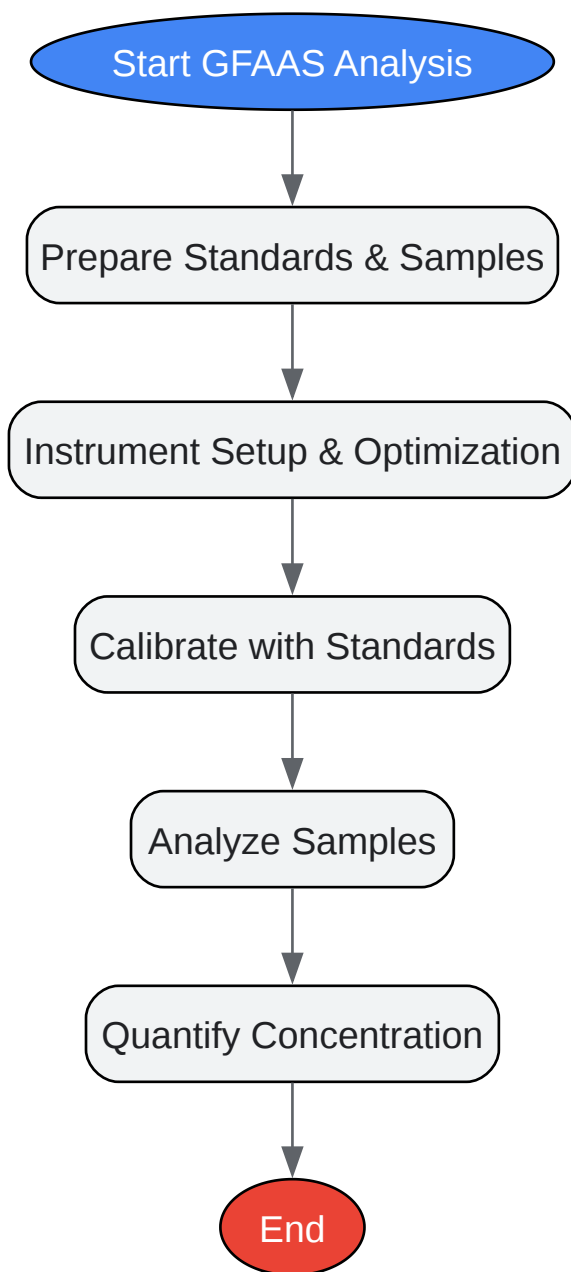 Start GFAAS Analysis
Prepare Standards & Samples
Instrument Setup & Optimization
Calibrate with Standards
Analyze Samples
Quantify Concentration
End